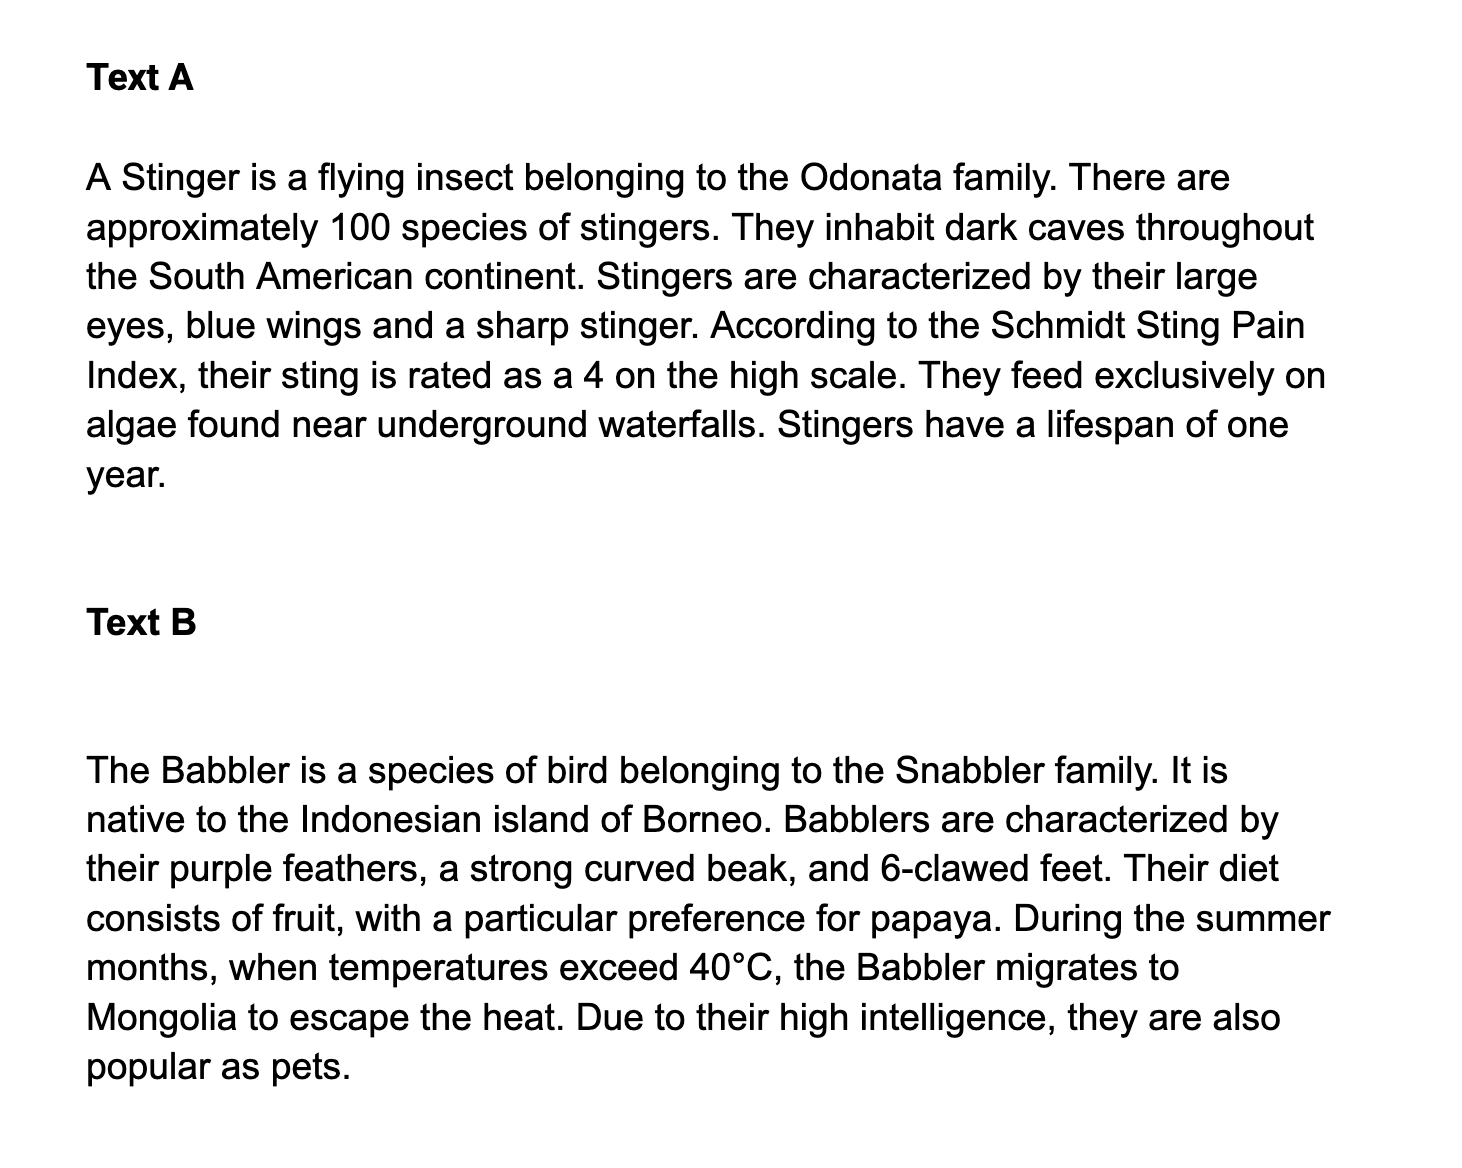 Text A
A Stinger is a flying insect belonging to the Odonata family. There are
approximately 100 species of stingers. They inhabit dark caves throughout
the South American continent. Stingers are characterized by their large
eyes, blue wings and a sharp stinger. According to the Schmidt Sting Pain
Index, their sting is rated as a 4 on the high scale. They feed exclusively on
algae found near underground waterfalls. Stingers have a lifespan of one
year.
Text B
The Babbler is a species of bird belonging to the Snabbler family. It is
native to the Indonesian island of Borneo. Babblers are characterized by
their purple feathers, a strong curved beak, and 6-clawed feet. Their diet
consists of fruit, with a particular preference for papaya. During the summer
months, when temperatures exceed 40°C, the Babbler migrates to
Mongolia to escape the heat. Due to their high intelligence, they are also
popular as pets.